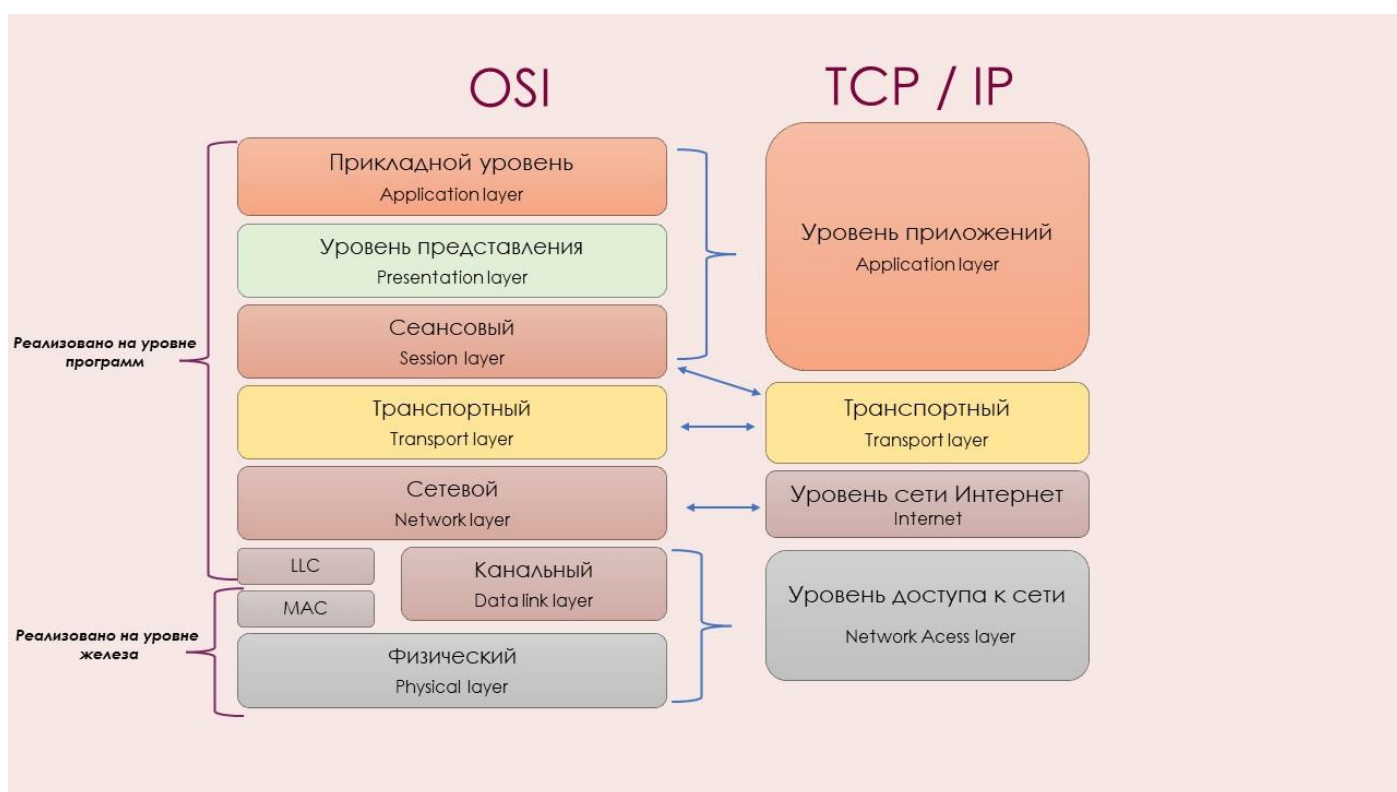 OSI
TCP / IP
Прикладной уровень
Application layer
Уровень представления
Presentation layer
Сеансовый
Session layer
Транспортный
Transport layer
Сетевой
Network layer
LLC
MAC
Канальный
Data link layer
Физический
Physical layer
Реализовано на уровне
программ
Реализовано на уровне
железа
Уровень приложений
Application layer
Транспортный
Transport layer
Уровень сети Интернет
Internet
Уровень доступа к сети
Network Acess layer